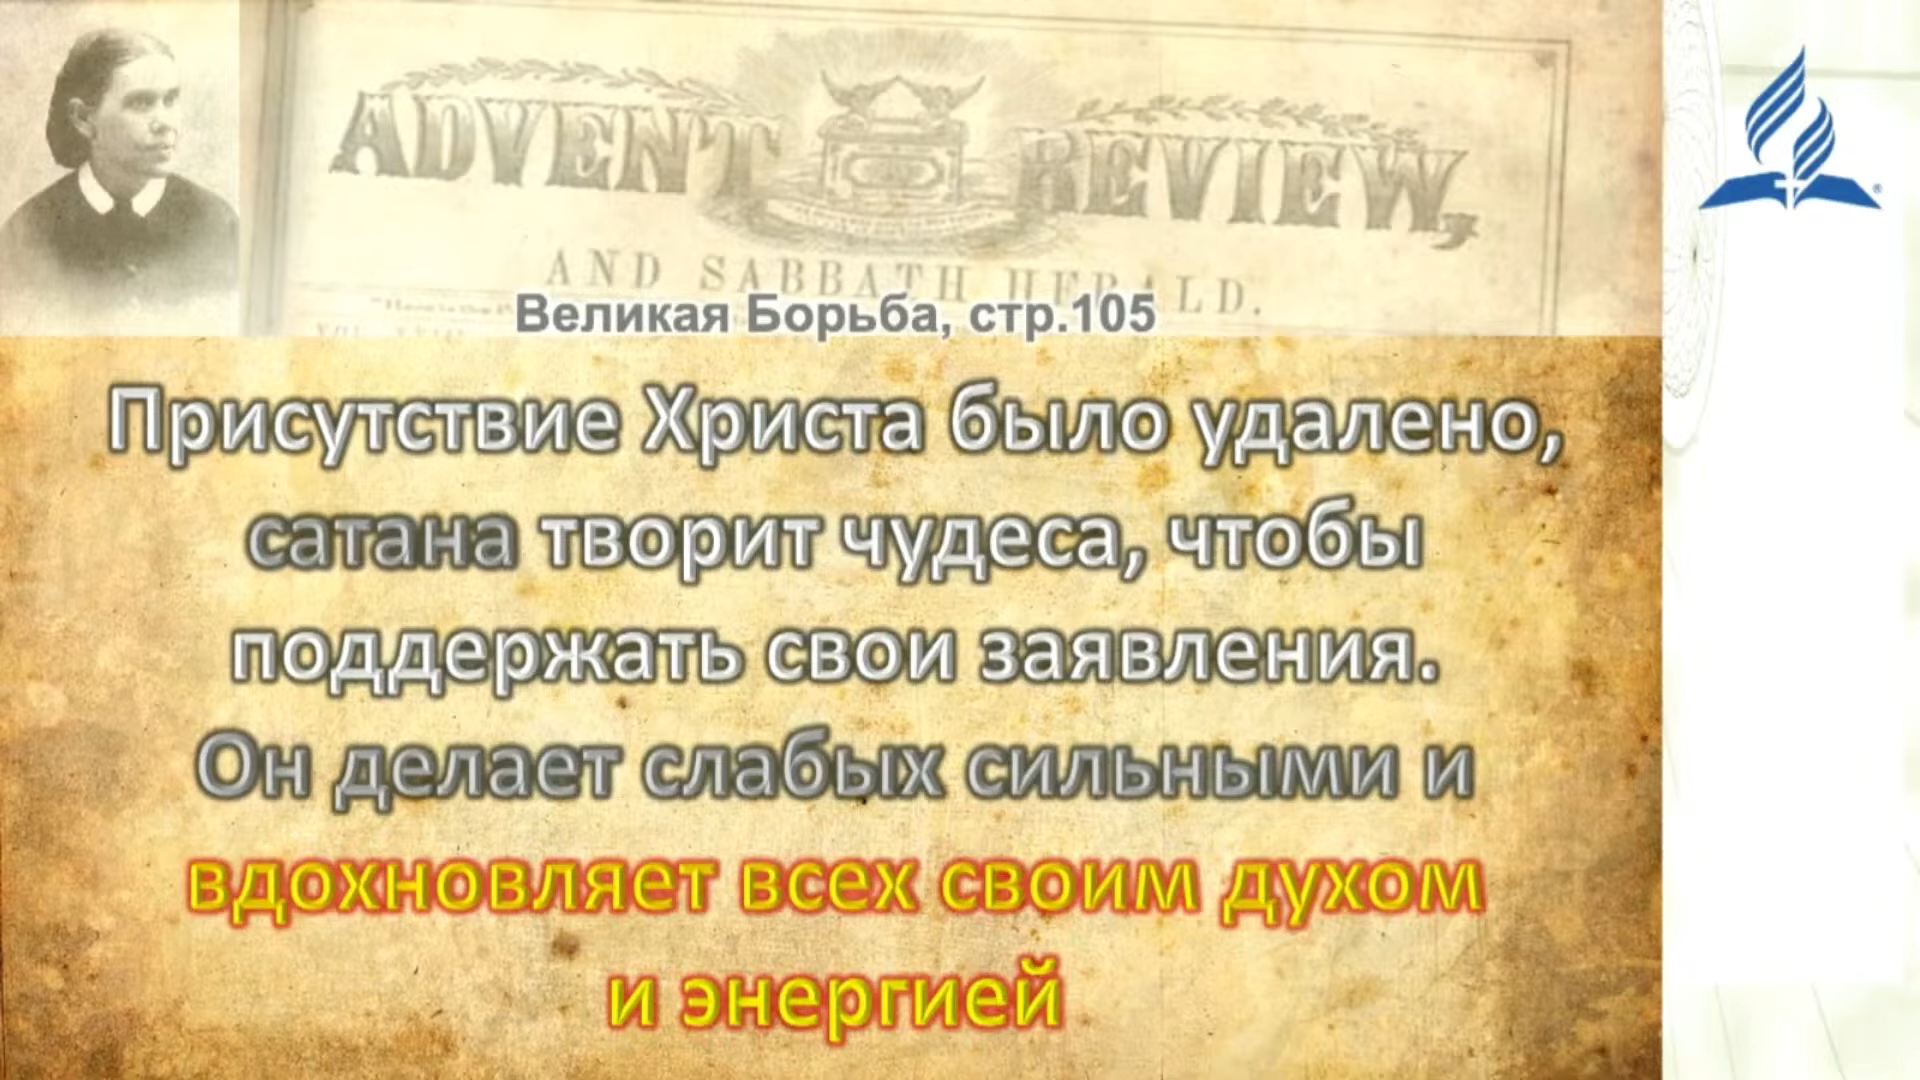 ADVENT REVIEW,
AND SABBATH HERALD.
Великая Борьба, стр.105
Присутствие Христа было удалено,
сатана творит чудеса, чтобы
поддержать свои заявления.
Он делает слабых сильными и
вдохновляет всех своим духом
и энергией